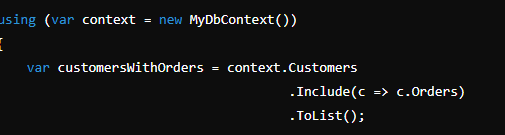 using (var context = new MyDbContext())
{
var customersWithOrders = context.Customers
.Include(c => c.Orders)
.ToList();